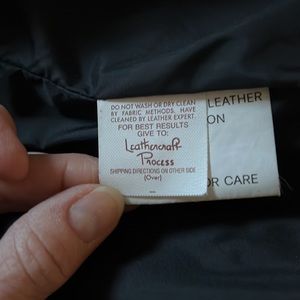 DO NOT WASH OR DRY CLEAN
BY FABRIC METHODS. HAVE
CLEANED BY LEATHER EXPERT.
FOR BEST RESULTS
GIVE TO:
Leathercraft
Process
SHIPPING DIRECTIONS ON OTHER SIDE
(Over)
LEATHER
ON
OR CARE